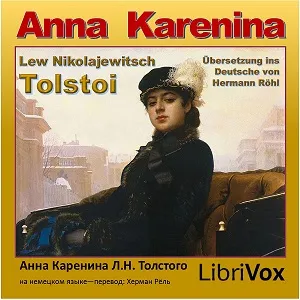 Anna Karenina
Lew Nikolajewitsch
Tolstoi
Übersetzung ins
Deutsche von
Hermann Röhl
Анна Каренина Л.Н. Толстого
на немецком языке—перевод: Херман Рёль
LibriVox